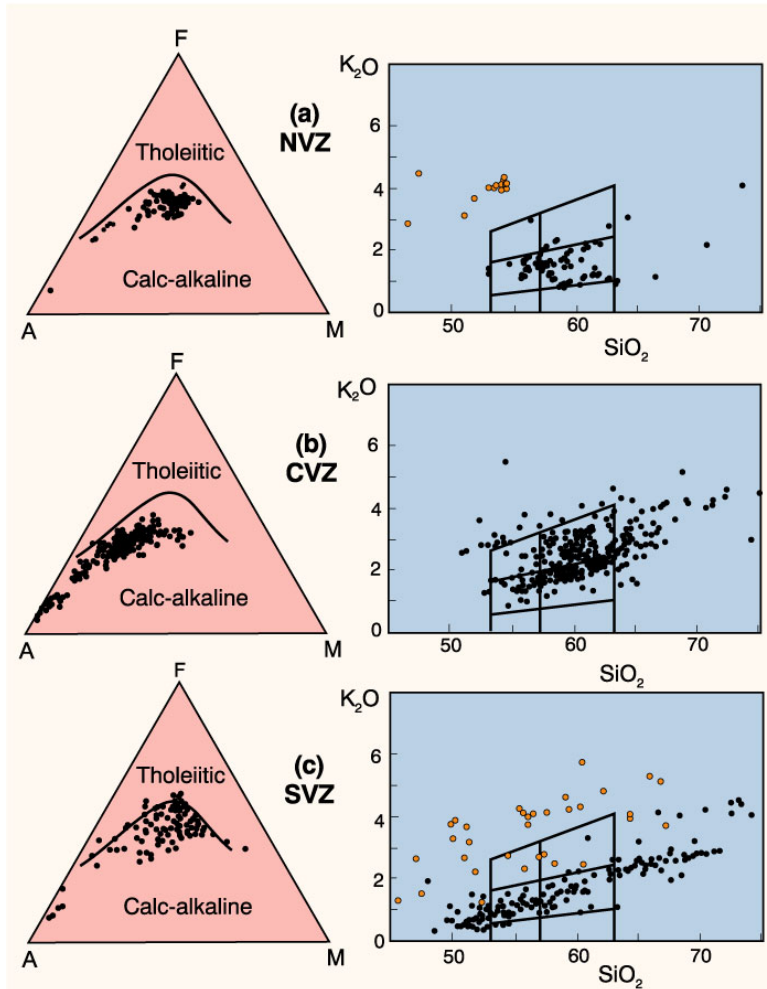 F
(a)
NVZ
Tholeiitic
Calc-alkaline
A
M
K₂O
6
4
2
0
50
60
70
SiO₂
F
(b)
CVZ
Tholeiitic
Calc-alkaline
A
M
K₂O
6
4
2
0
50
60
70
SiO₂
F
(c)
SVZ
Tholeiitic
Calc-alkaline
A
M
K₂O
6
4
2
0
50
60
70
SiO₂